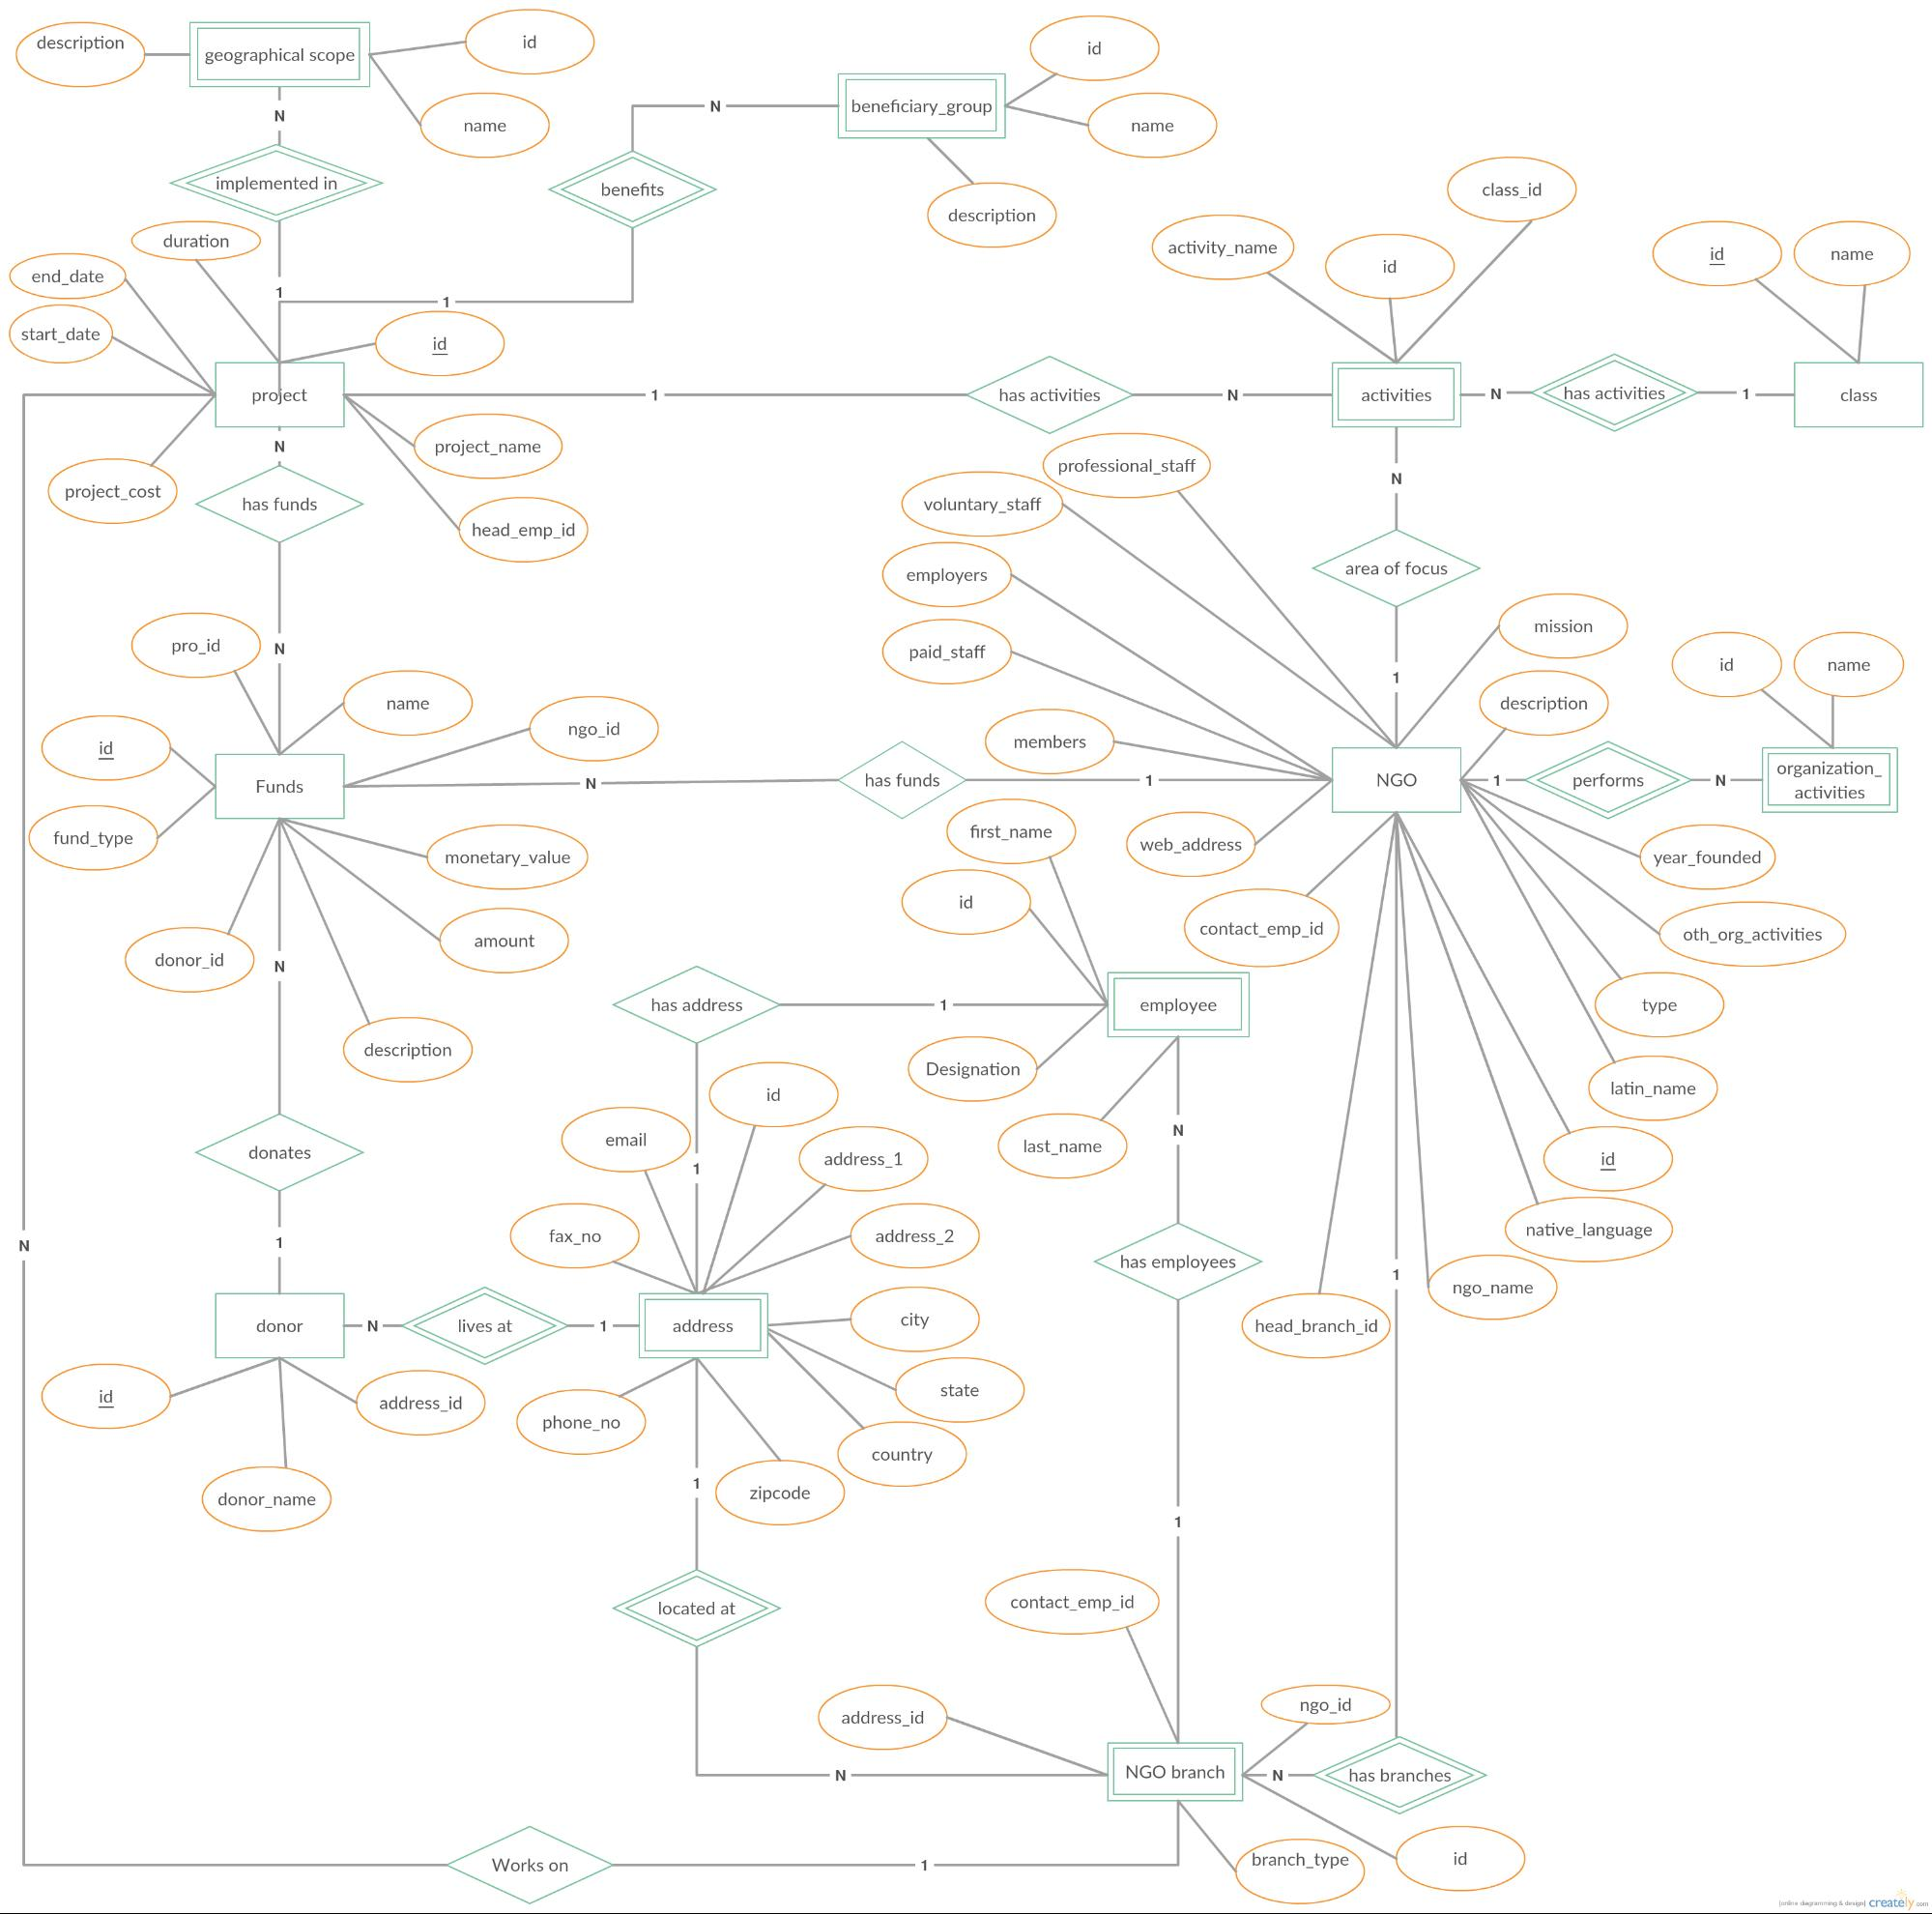 description
geographical scope
id
name
N
implemented in
1
beneficiary_group
id
name
description
N
benefits
1
duration
end_date
start_date
id
project
project_cost
project_name
head_emp_id
1
has activities
N
activity_name
id
class_id
activities
N
has activities
1
id
name
class
N
has funds
N
N
area of focus
1
professional_staff
voluntary_staff
employers
paid_staff
members
web_address
contact_emp_id
mission
description
NGO
1
performs
N
id
name
organization_
activities
year_founded
oth_org_activities
type
latin_name
id
native_language
ngo_name
head_branch_id
1
pro_id
name
id
ngo_id
Funds
fund_type
monetary_value
amount
donor_id
description
N
has funds
1
N
donates
1
first_name
id
employee
Designation
last_name
has address
1
1
N
has employees
1
email
id
address_1
fax_no
address_2
city
address
state
country
phone_no
zipcode
donor
N
lives at
1
id
address_id
donor_name
N
1
located at
N
contact_emp_id
address_id
ngo_id
NGO branch
N
has branches
branch_type
id
Works on
1
[online diagramming & design] creately.com